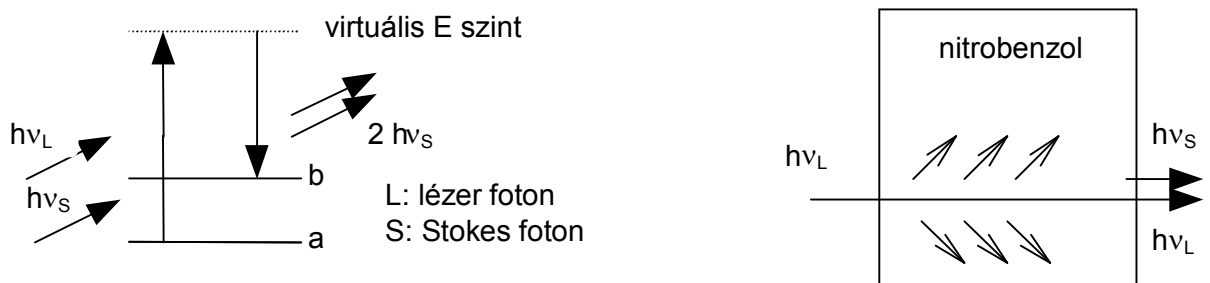 virtuális E szint
hνL
2 hνS
hνS
b
a
L: lézer foton
S: Stokes foton
nitrobenzol
hνL
hνS
hνL